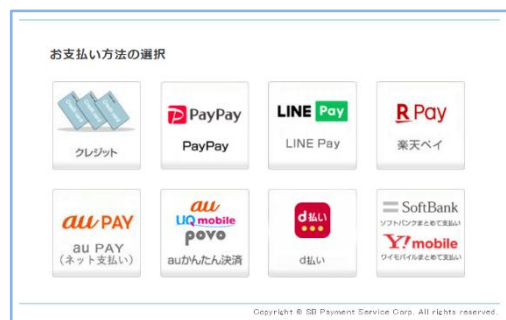 お支払い方法の選択
クレジット
PayPay
PayPay
LINE Pay
LINE Pay
R Pay
楽天ペイ
au PAY
au PAY
(ネット支払い)
au
UQ mobile
povo
auかんたん決済
d払い
d払い
SoftBank
ソフトバンクまとめて支払い
Y! mobile
ワイモバイルまとめて支払い
Copyright © SB Payment Service Corp. All rights reserved.